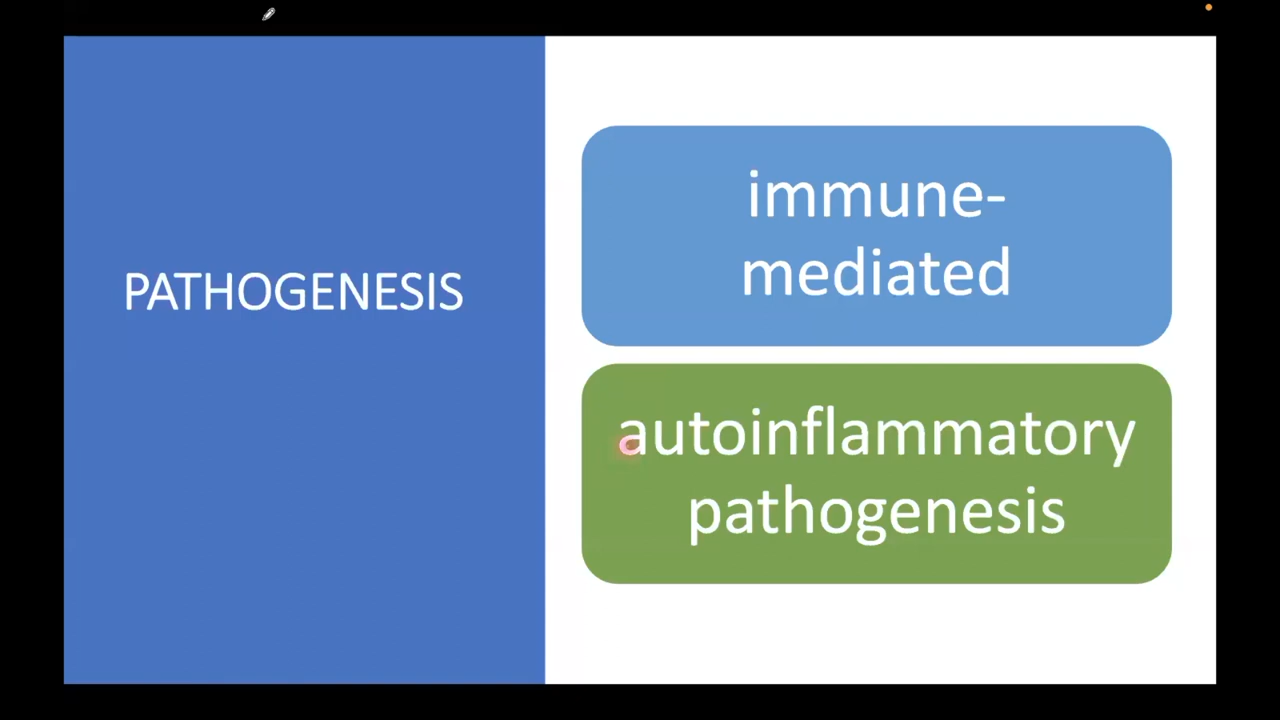 PATHOGENESIS
immune-
mediated
autoinflammatory
pathogenesis